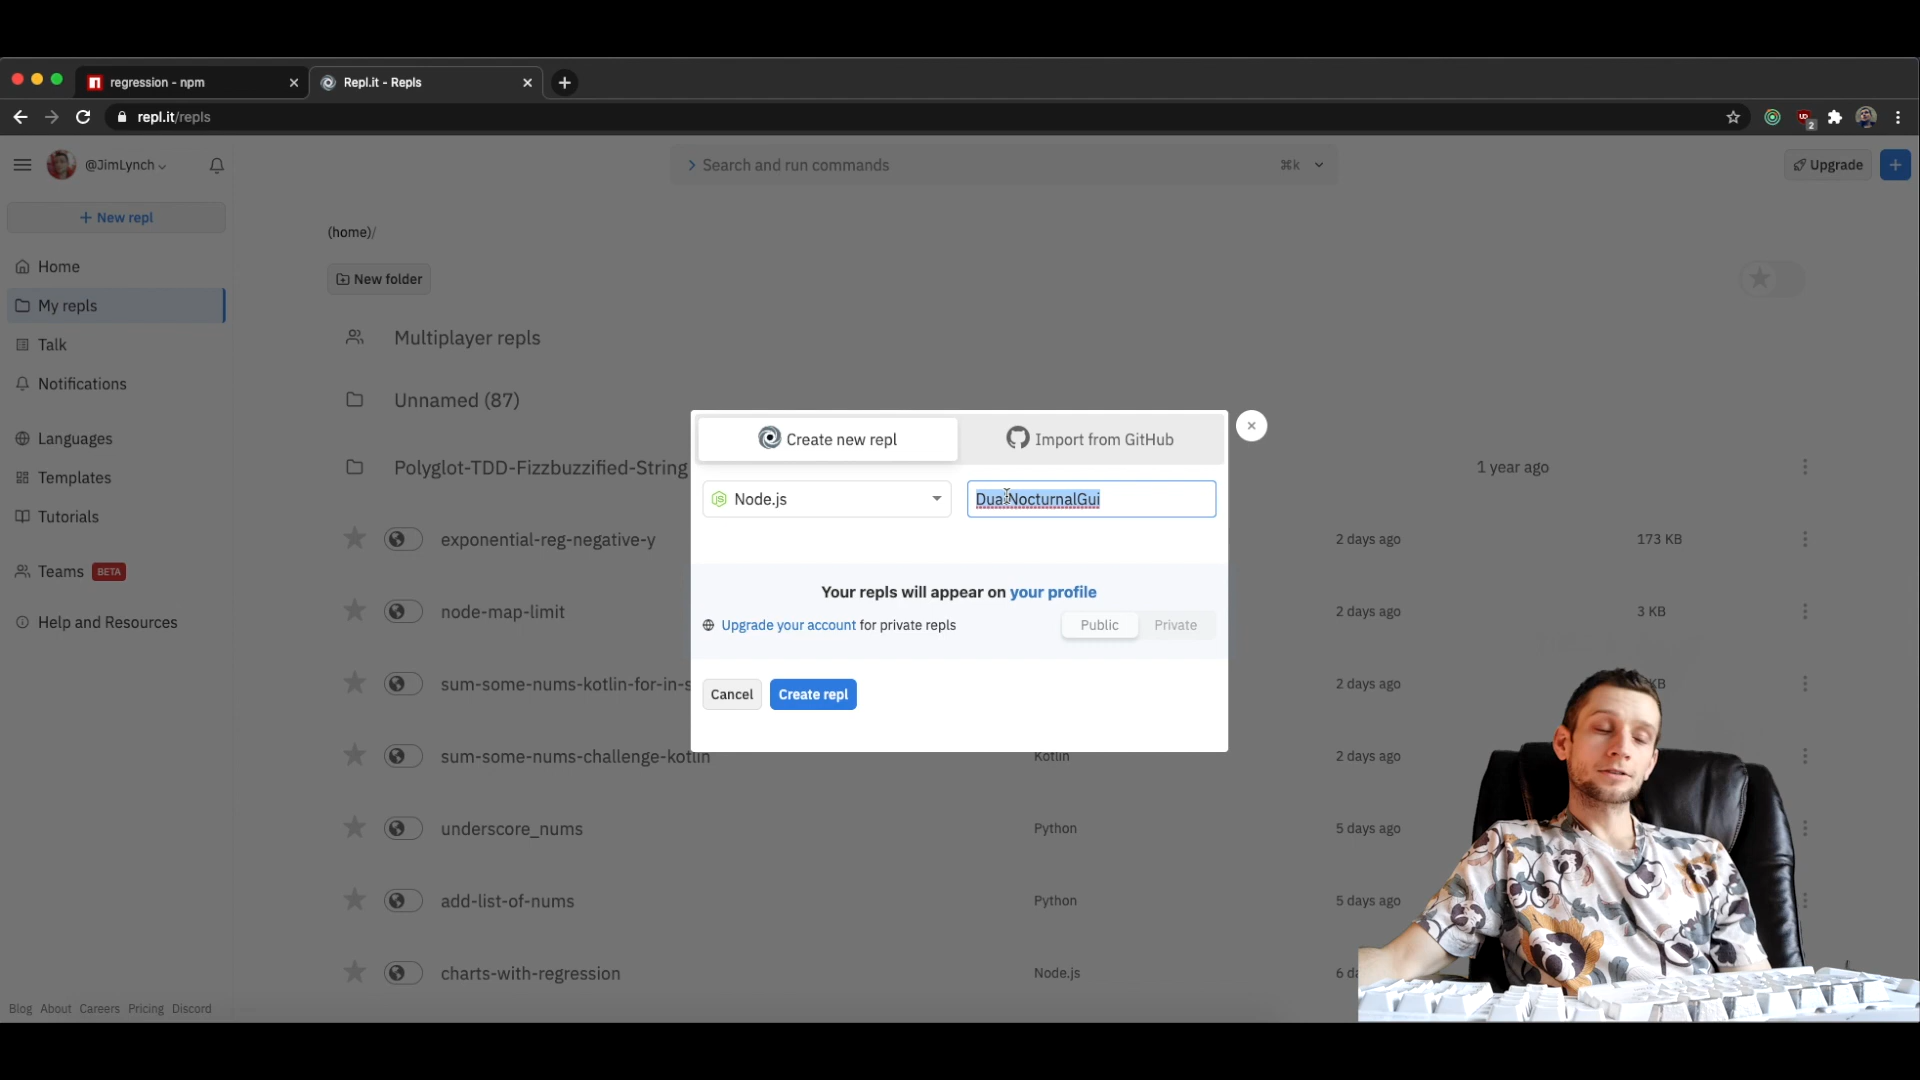 regression - npm
Repl.it - Repls
repl.it/repls
2
@JimLynch
Search and run commands
⌘k
Upgrade
+ New repl
(home)/
New folder
Home
My repls
Talk
Notifications
Languages
Templates
Tutorials
Teams BETA
Help and Resources
Multiplayer repls
Unnamed (87)
Polyglot-TDD-Fizzbuzzified-String
1 year ago
exponential-reg-negative-y
2 days ago
173 KB
node-map-limit
2 days ago
3 KB
sum-some-nums-kotlin-for-in-s
2 days ago
KB
sum-some-nums-challenge-kotlin
Kotlin
2 days ago
underscore_nums
Python
5 days ago
add-list-of-nums
Python
5 days ago
charts-with-regression
Node.js
6 da
Create new repl
Import from GitHub
Node.js
DualNocturnalGui
Your repls will appear on your profile
Upgrade your account for private repls
Public
Private
Cancel
Create repl
Blog About Careers Pricing Discord